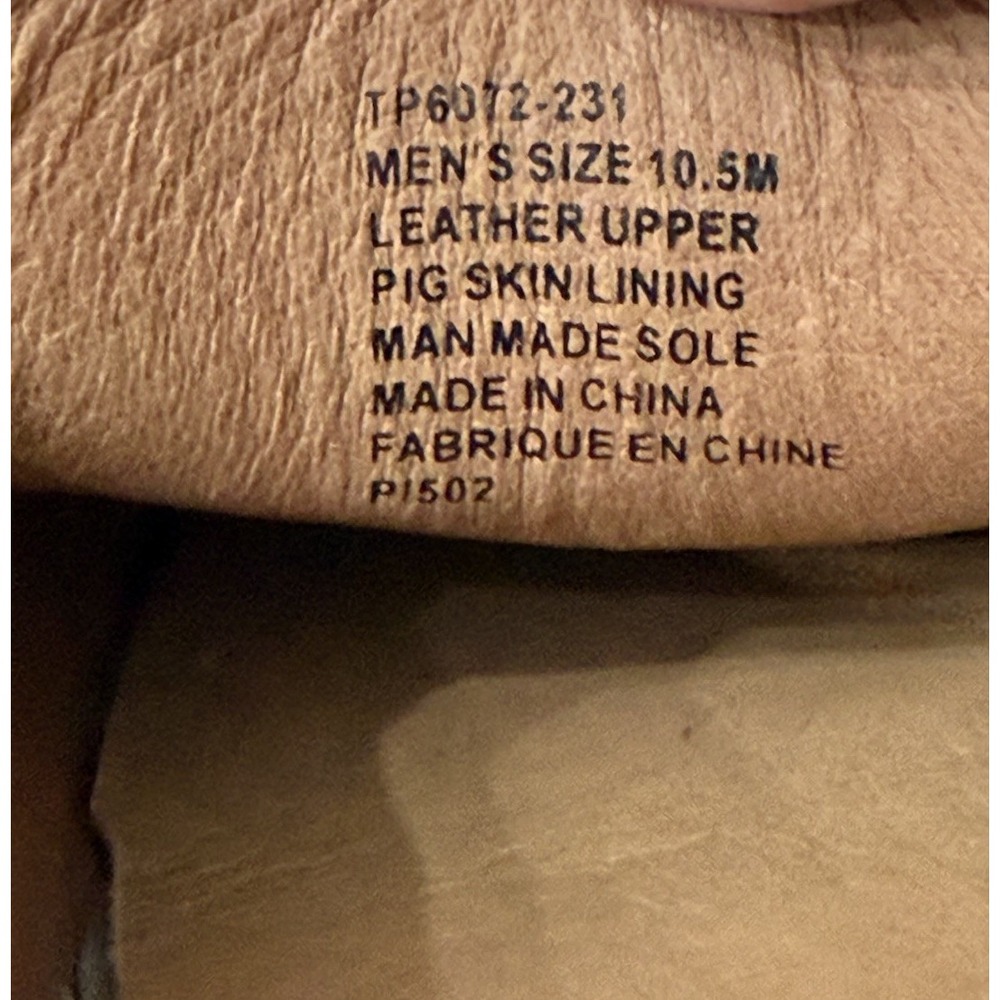 TP6072-231
MEN'S SIZE 10.5M
LEATHER UPPER
PIG SKIN LINING
MAN MADE SOLE
MADE IN CHINA
FABRIQUE EN CHINE
P1502